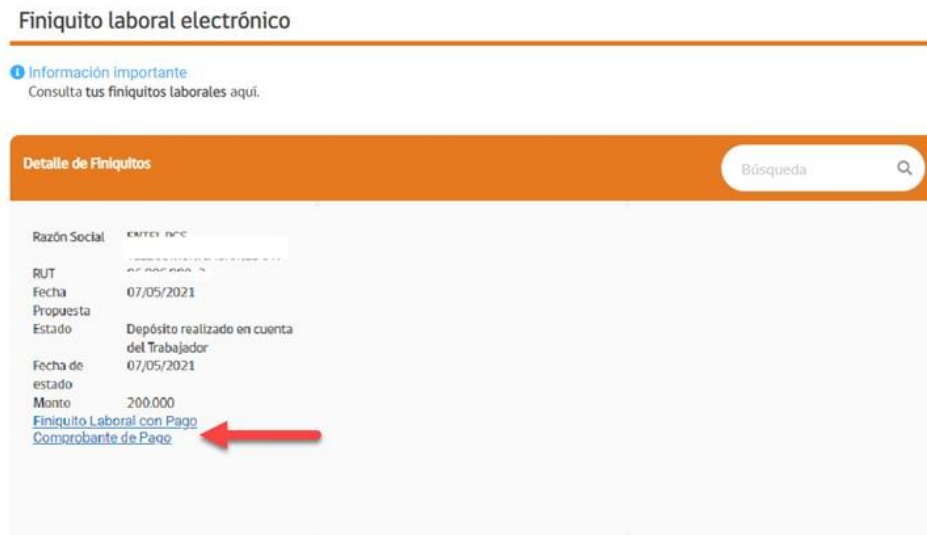 Finiquito laboral electrónico
Información importante
Consulta tus finiquitos laborales aquí.
Detalle de Finiquitos
Búsqueda
Razón Social
RUT
Fecha 07/05/2021
Propuesta
Estado Depósito realizado en cuenta
del Trabajador
Fecha de 07/05/2021
estado
Monto 200.000
Finiquito Laboral con Pago
Comprobante de Pago